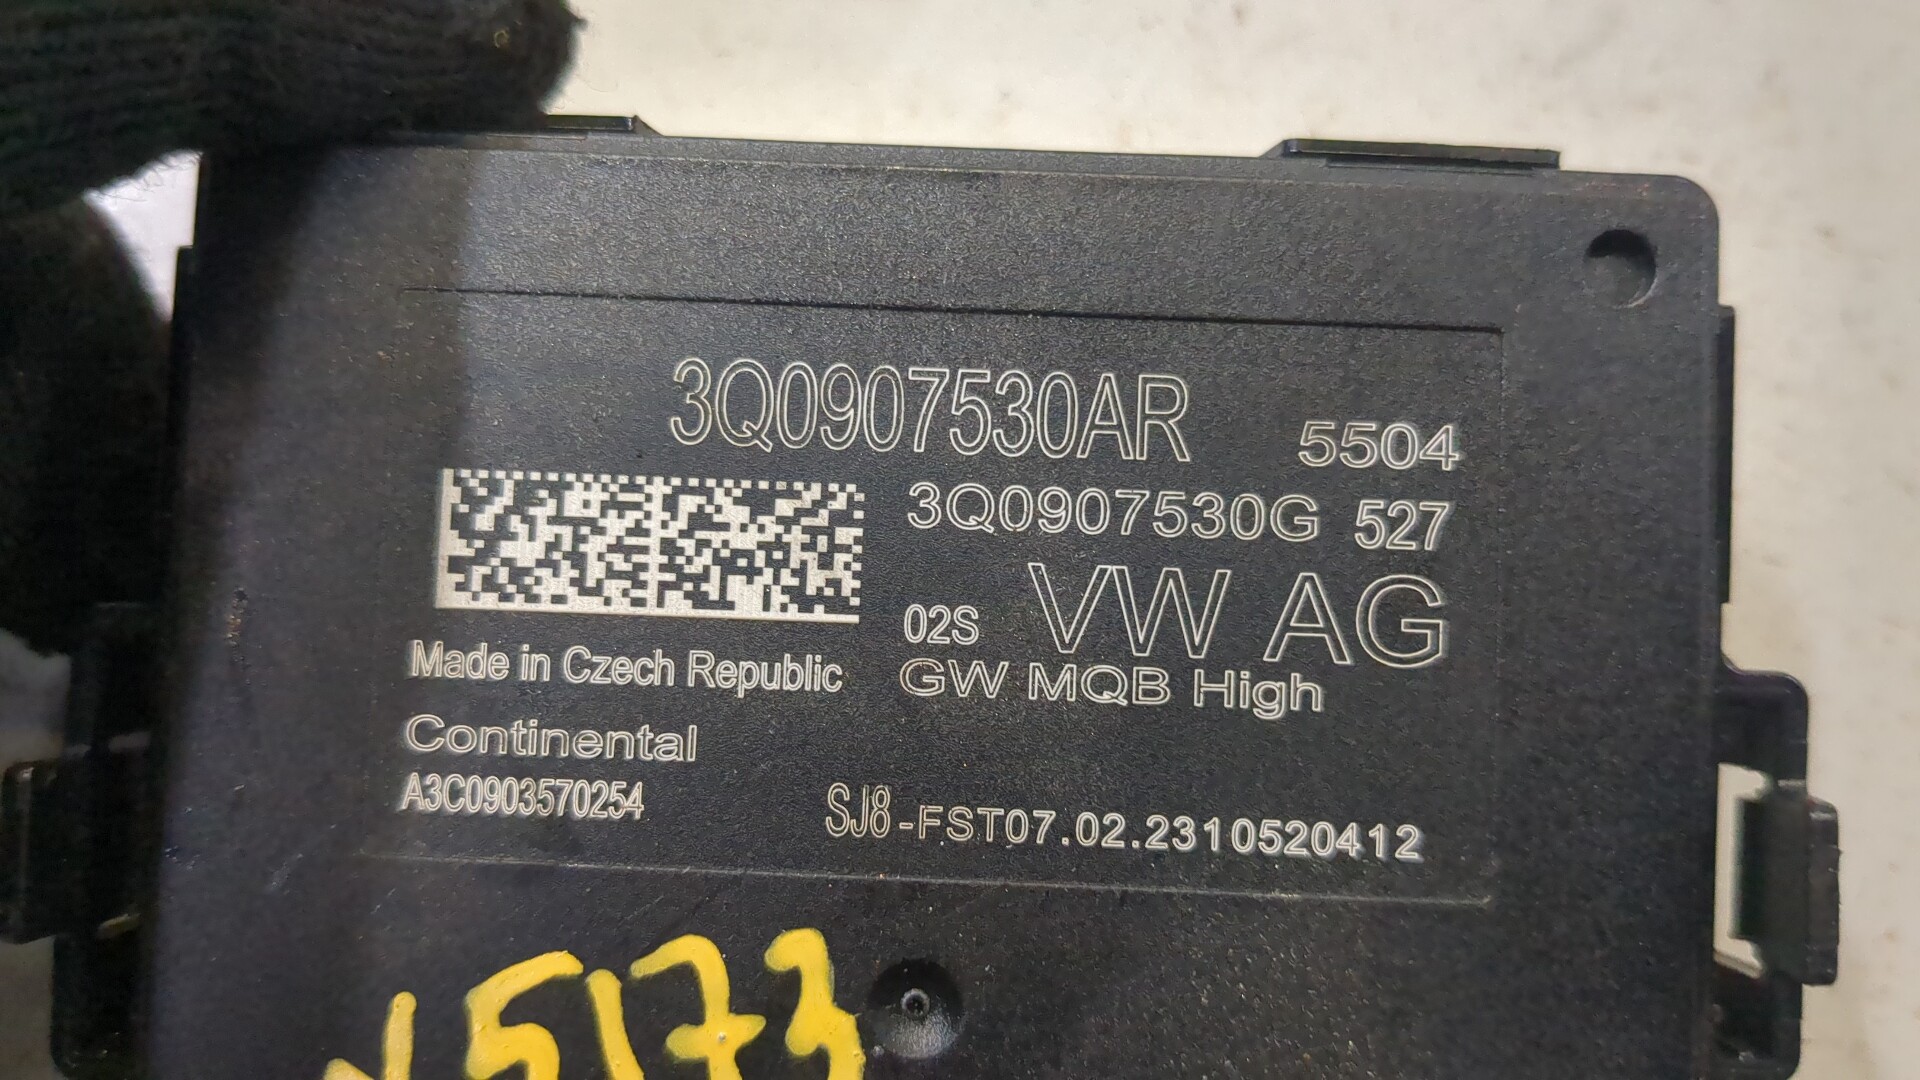 3Q0907530AR 5504
3Q0907530G 527
02S VW AG
GW MQB High
Made in Czech Republic
Continental
A3C0903570254
SJ8-FST07.02.2310520412
5173